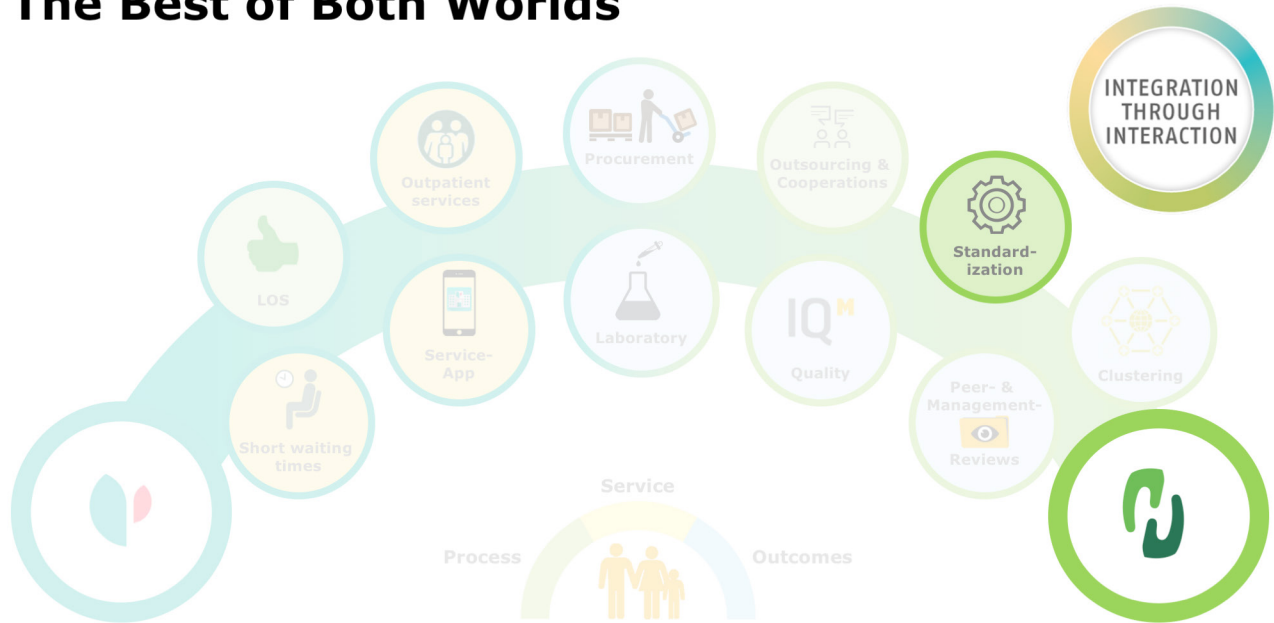 The Best of Both Worlds
INTEGRATION
THROUGH
INTERACTION
Procurement
Outsourcing &
Cooperations
Outpatient
services
Standard-
ization
LOS
Laboratory
IQM
Quality
Service-
App
Clustering
Peer- &
Management-
Reviews
Short waiting
times
Service
Process
Outcomes